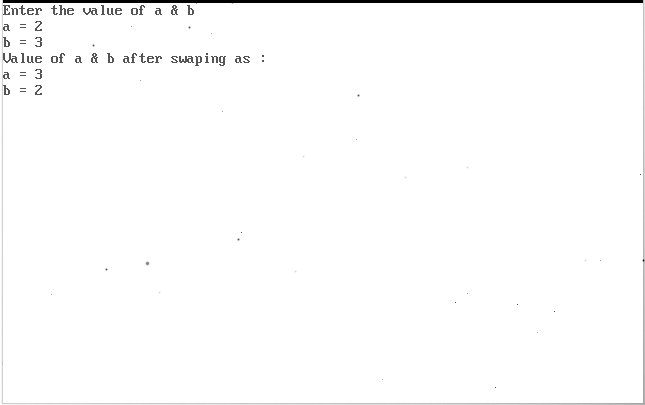 Enter the value of a & b
a = 2
b = 3
Value of a & b after swaping as :
a = 3
b = 2